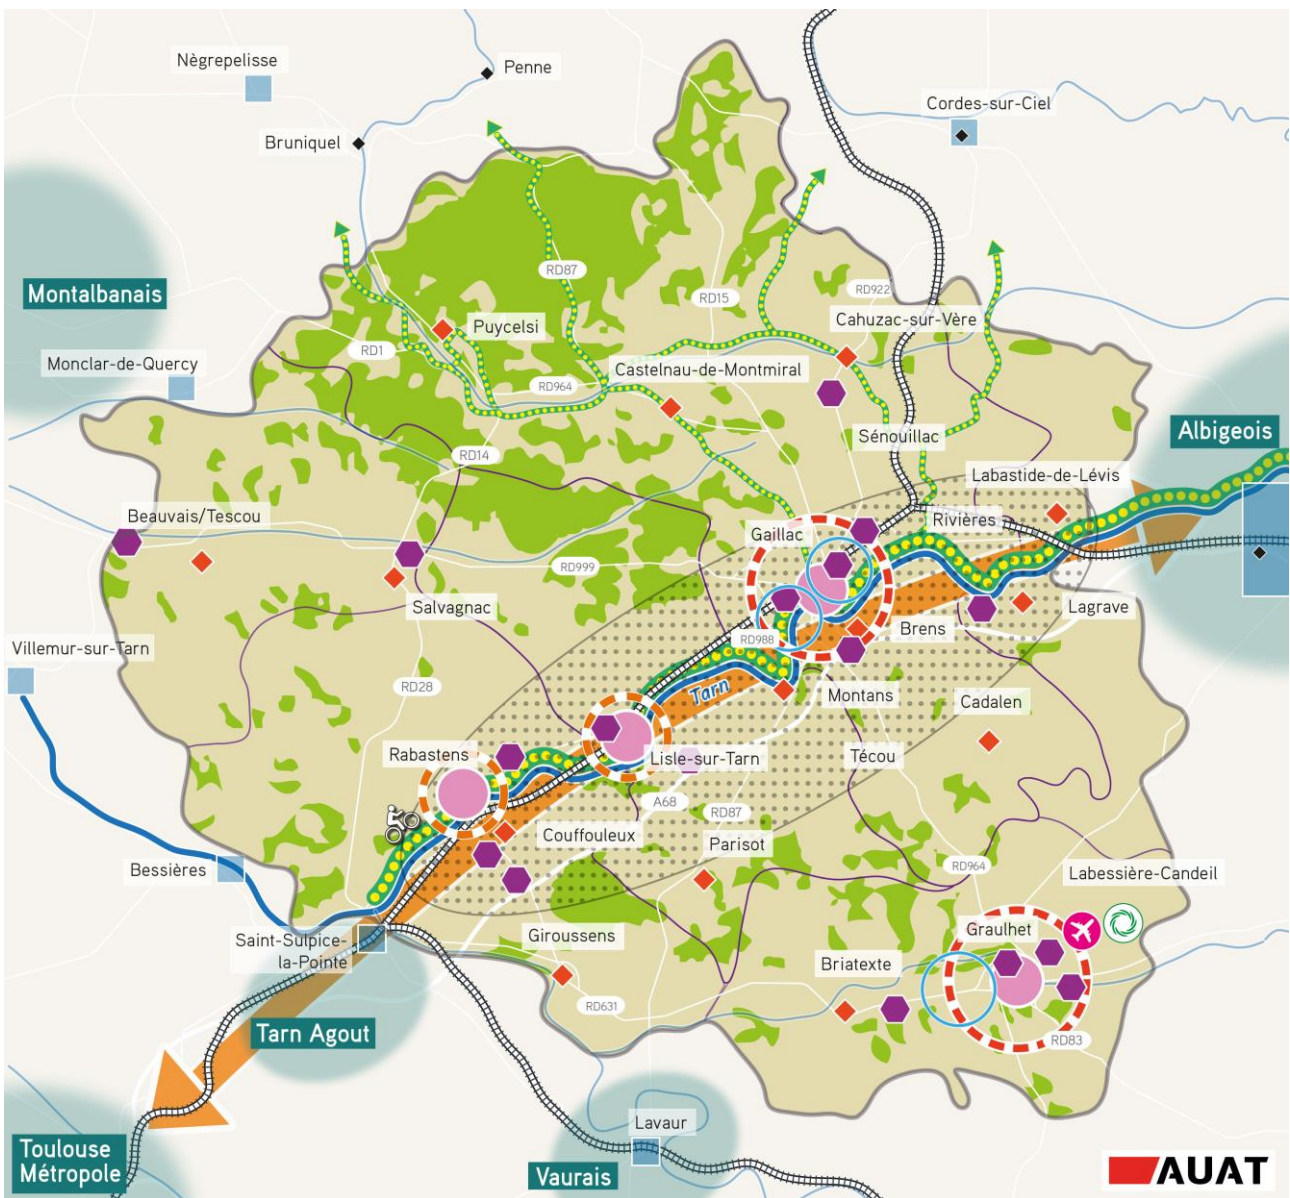 Nègrepelisse
Penne
Cordes-sur-Ciel
Bruniquel
RD87
Montalbanais
RD15
RD922
Puycelsi
Cahuzac-sur-Vère
RD1
Monclar-de-Quercy
Castelnau-de-Montmiral
RD964
Albigeois
Sénouillac
RD14
Labastide-de-Lévis
Beauvais/Tescou
Rivières
Gaillac
RD999
Salvagnac
Lagrave
Brens
RD988
Villemur-sur-Tarn
RD28
Tarn
Montans
Cadalen
Rabastens
Lisle-sur-Tarn
Técou
A68
RD87
Couffouleux
Parisot
Bessières
RD964
Labessière-Candeil
Saint-Sulpice-
la-Pointe
Giroussens
Graulhet
Briatexte
RD631
Tarn Agout
RD83
Lavaur
Toulouse
Métropole
Vaurais
AUAT